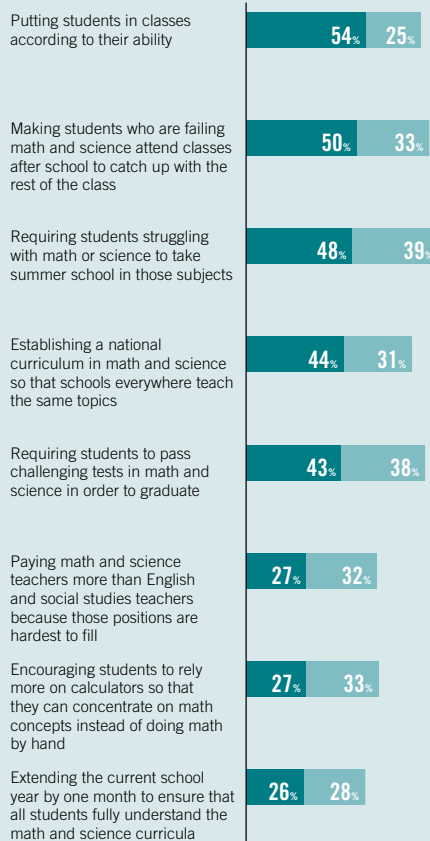 Putting students in classes
according to their ability
54% 25%
Making students who are failing
math and science attend classes
after school to catch up with the
rest of the class
50% 33%
Requiring students struggling
with math or science to take
summer school in those subjects
48% 39%
Establishing a national
curriculum in math and science
so that schools everywhere teach
the same topics
44% 31%
Requiring students to pass
challenging tests in math and
science in order to graduate
43% 38%
Paying math and science
teachers more than English
and social studies teachers
because those positions are
hardest to fill
27% 32%
Encouraging students to rely
more on calculators so that
they can concentrate on math
concepts instead of doing math
by hand
27% 33%
Extending the current school
year by one month to ensure that
all students fully understand the
math and science curricula
26% 28%